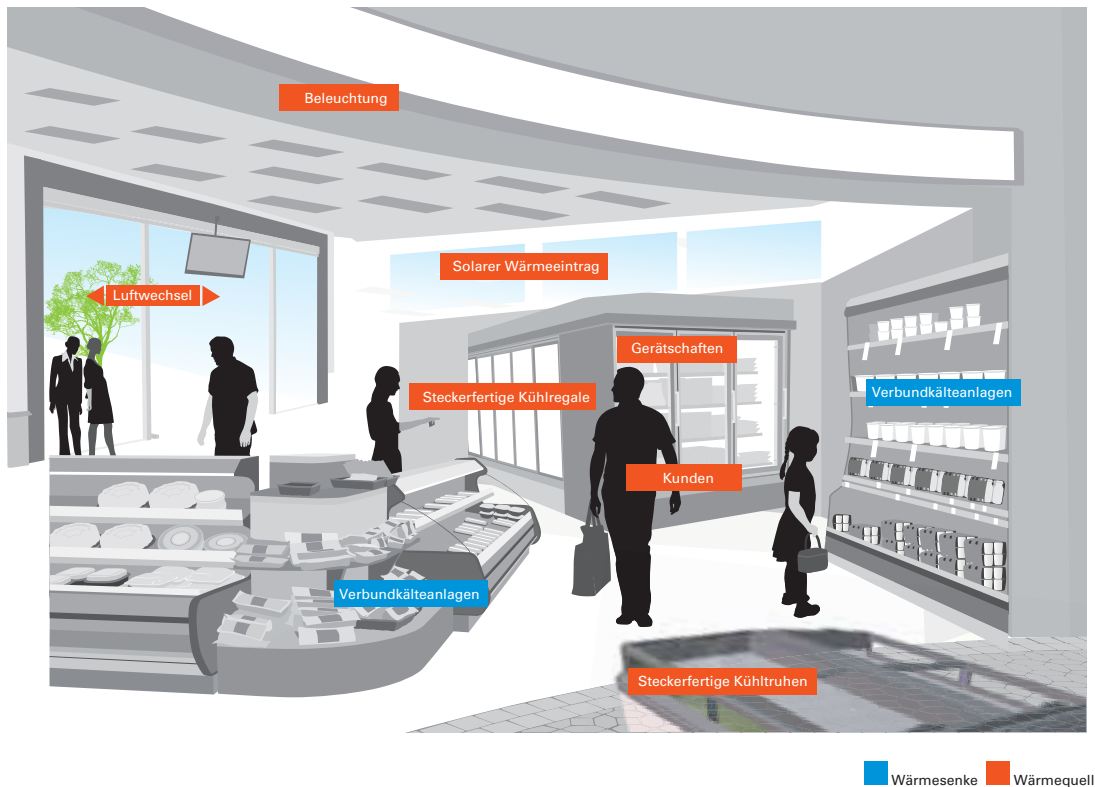 Beleuchtung
Solarer Wärmeeintrag
Luftwechsel
Gerätschaften
Steckerfertige Kühlregale
Verbundkälteanlagen
Kunden
Verbundkälteanlagen
Steckerfertige Kühltruhen
Wärmesenke
Wärmequell